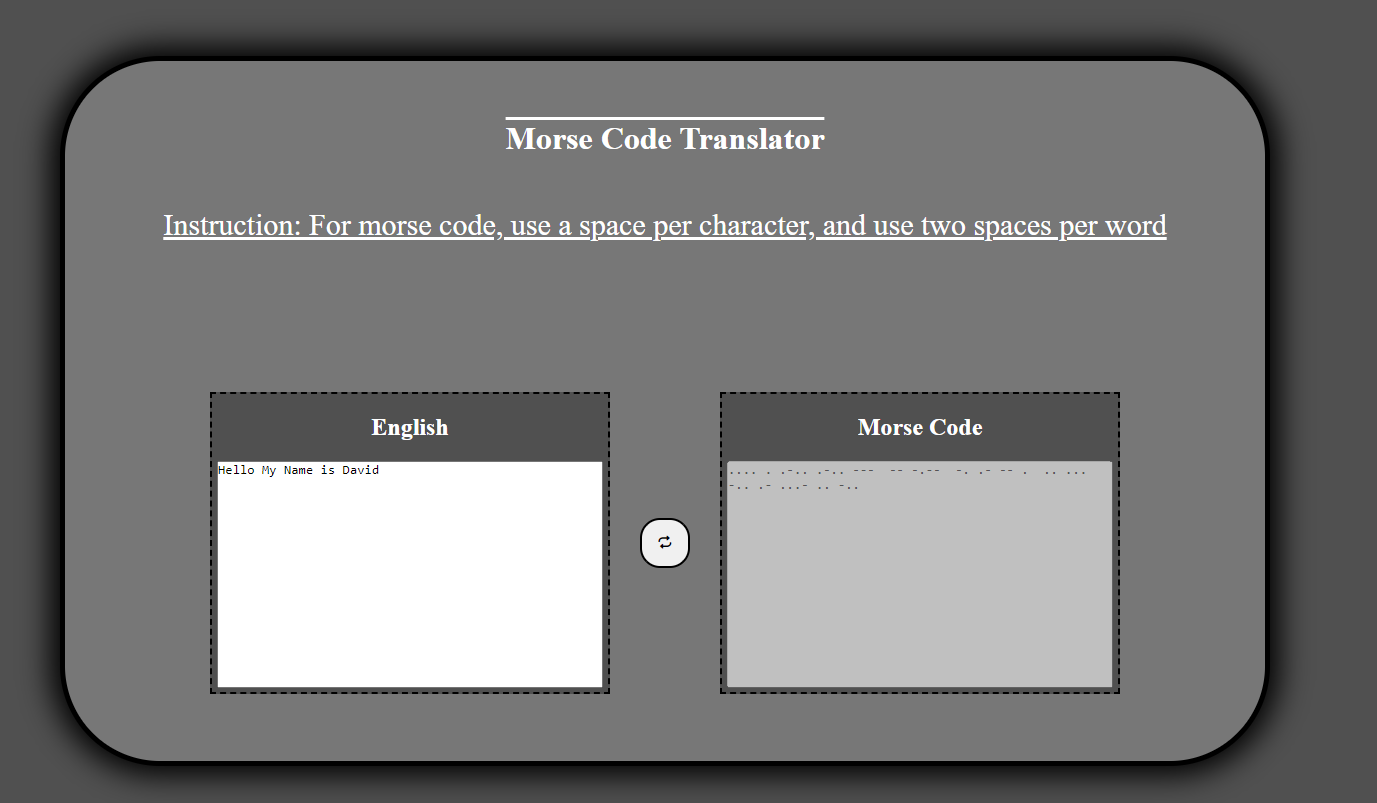 Morse Code Translator
Instruction: For morse code, use a space per character, and use two spaces per word
English
Morse Code
Hello My Name is David
.... . .-.. .-.. ---  -- -.--  -. .- -- .  .. ...
-.. .- ...- .. -..